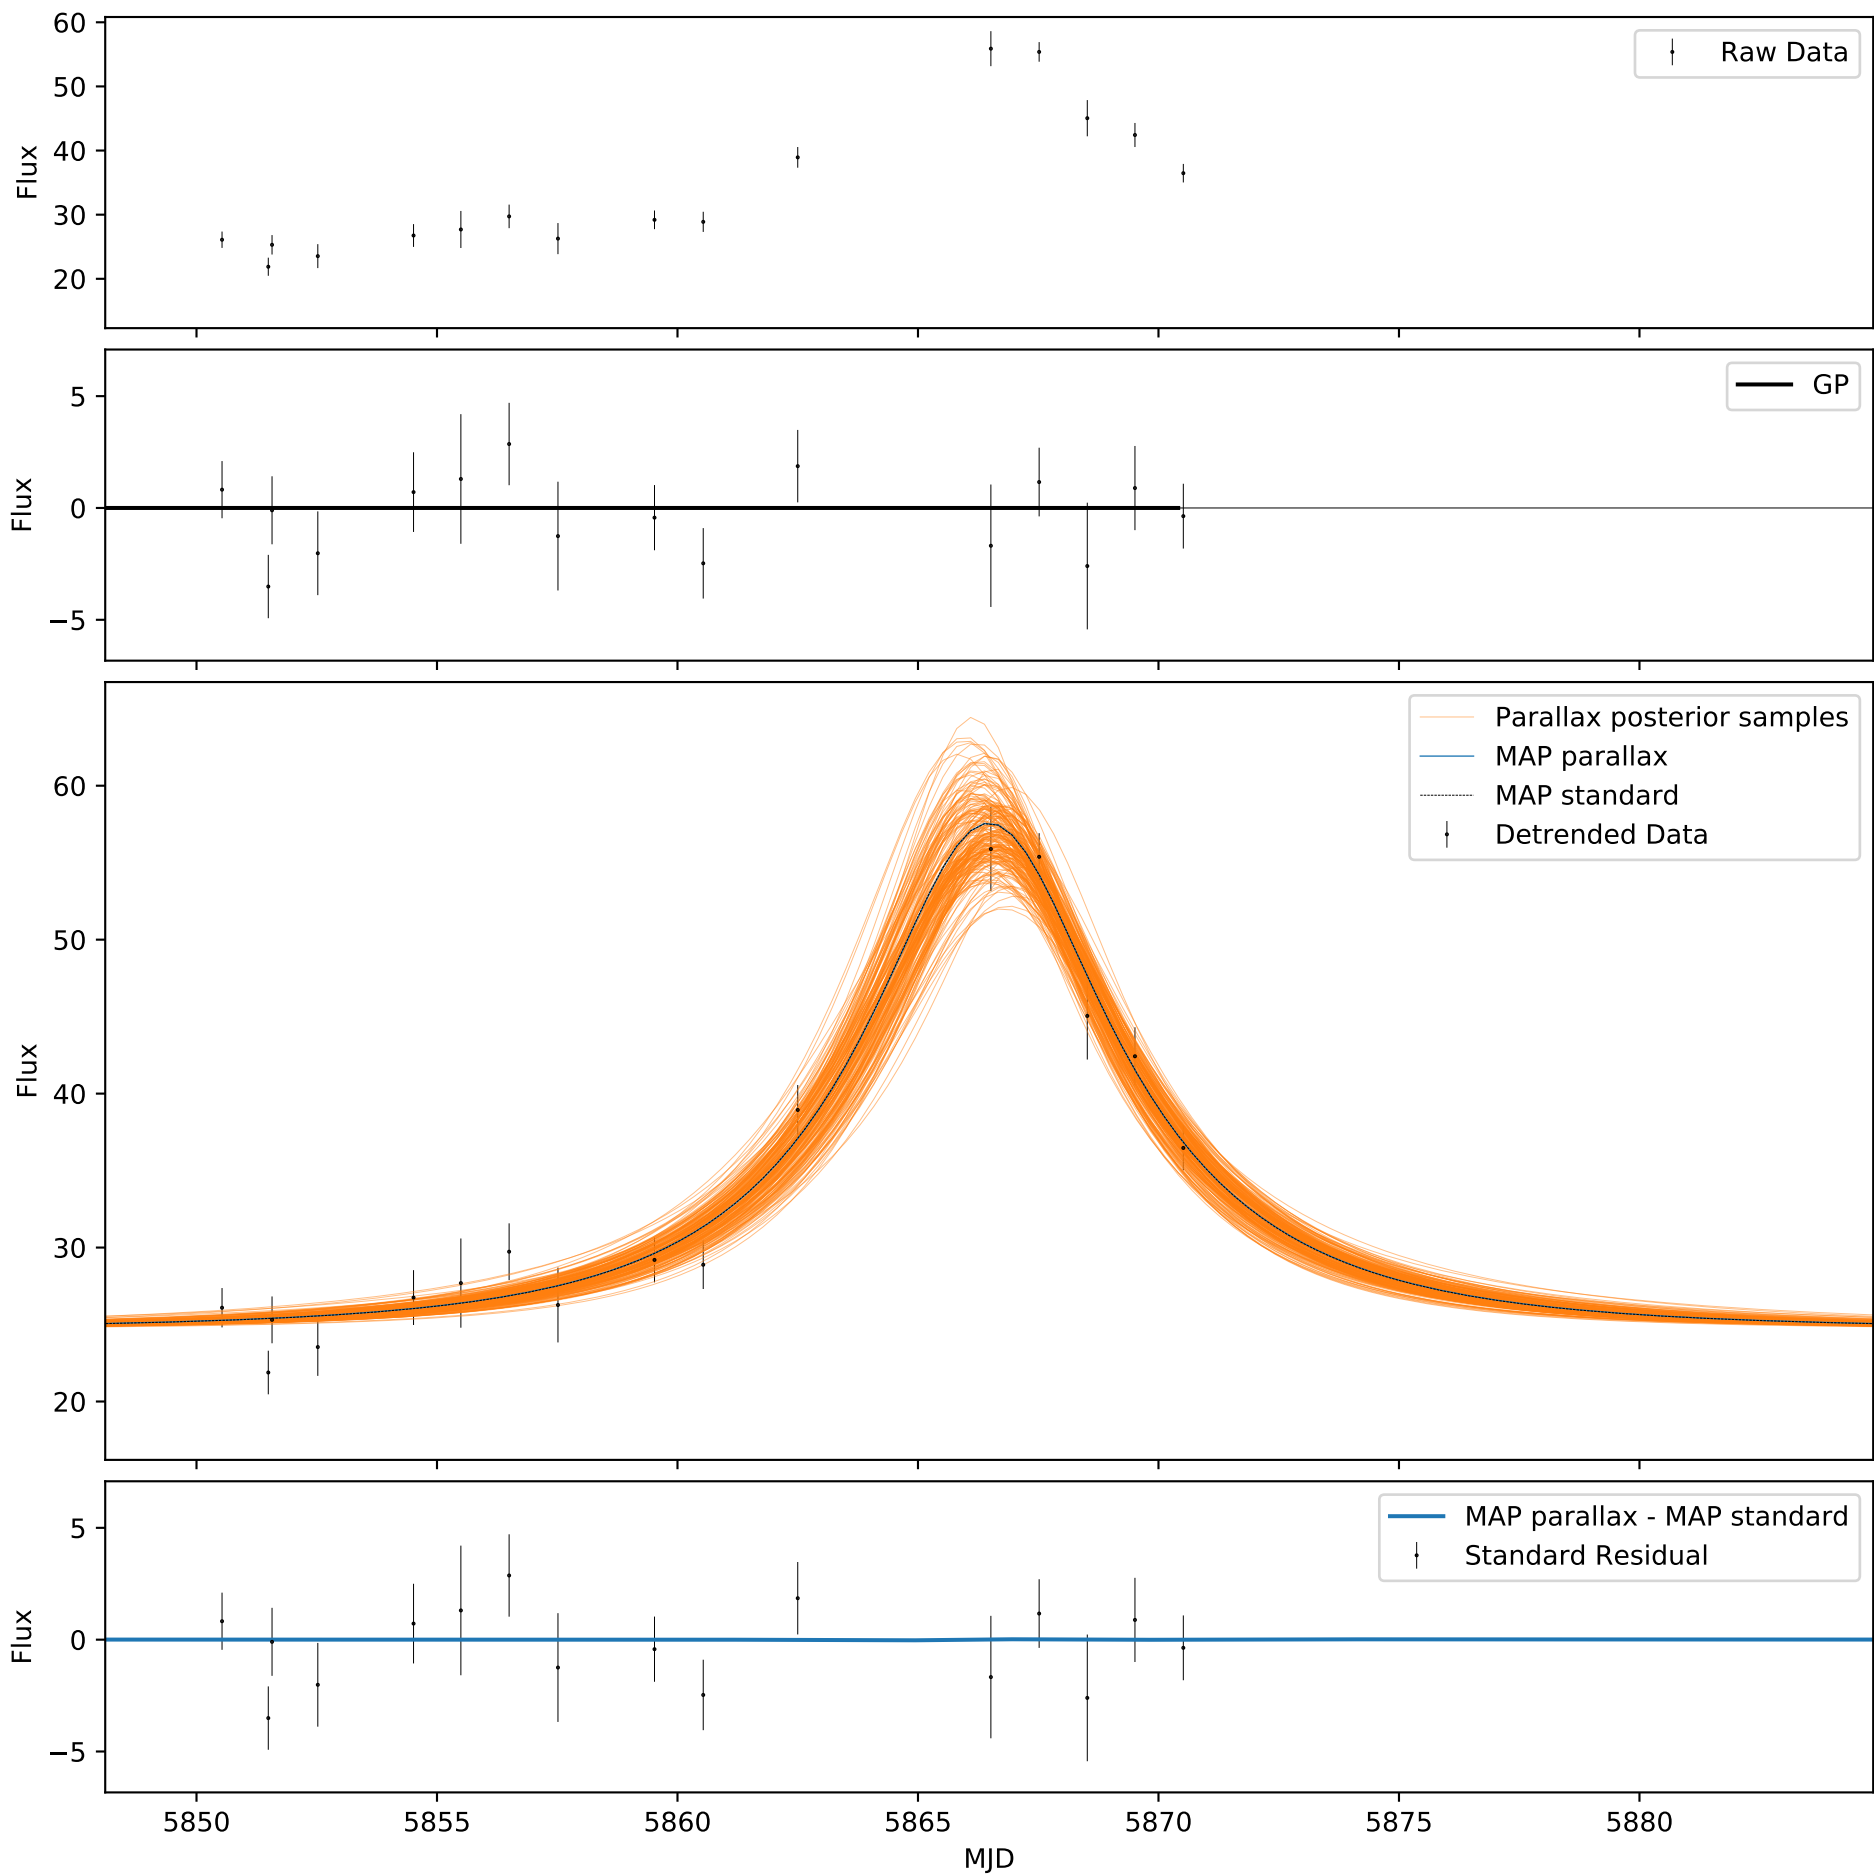 60
50
40
30
20
Flux
Raw Data
5
0
−5
Flux
GP
60
50
40
30
20
Flux
Parallax posterior samples
MAP parallax
MAP standard
Detrended Data
5
0
−5
Flux
MAP parallax - MAP standard
Standard Residual
5850 5855 5860 5865 5870 5875 5880
MJD